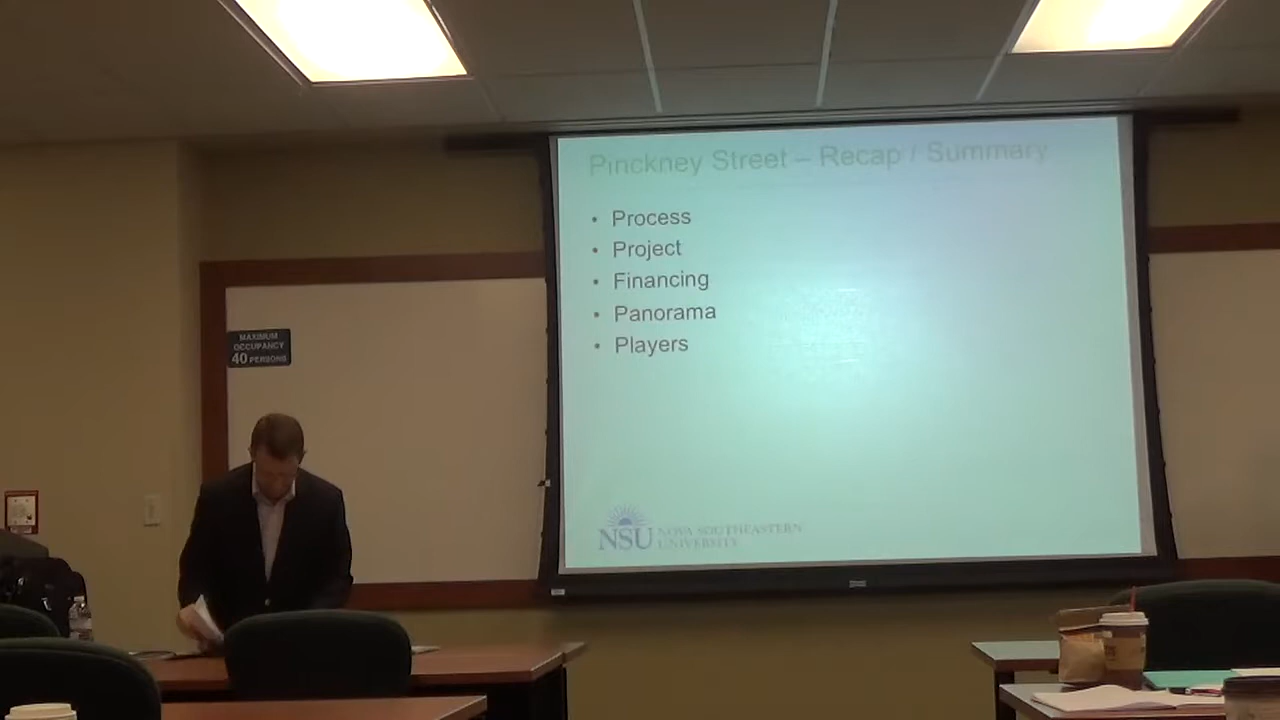 Pinckney Street – Recap / Summary
• Process
• Project
• Financing
• Panorama
• Players
MAXIMUM
OCCUPANCY
40 PERSONS
NSU NOVA SOUTHEASTERN
UNIVERSITY